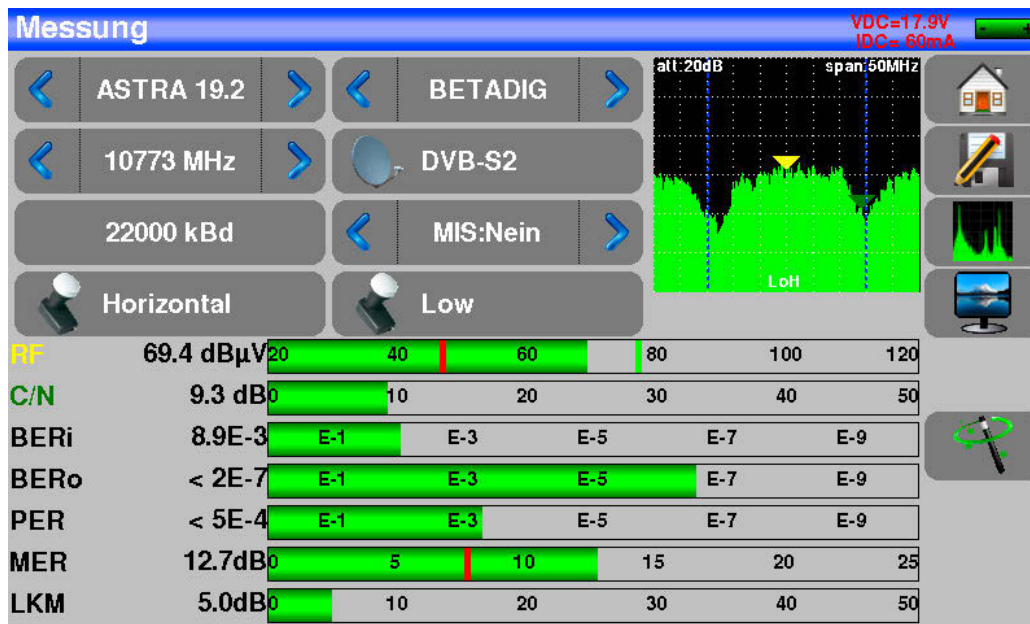 Messung
VDC=17.9V
IDC= 60mA
- +
ASTRA 19.2
BETADIG
att:20dB span:50MHz
10773 MHz
DVB-S2
22000 kBd
MIS:Nein
LoH
Horizontal
Low
RF 69.4 dBµV 20 40 60 80 100 120
C/N 9.3 dB 0 10 20 30 40 50
BERi 8.9E-3 E-1 E-3 E-5 E-7 E-9
BERo < 2E-7 E-1 E-3 E-5 E-7 E-9
PER < 5E-4 E-1 E-3 E-5 E-7 E-9
MER 12.7dB 0 5 10 15 20 25
LKM 5.0dB 0 10 20 30 40 50